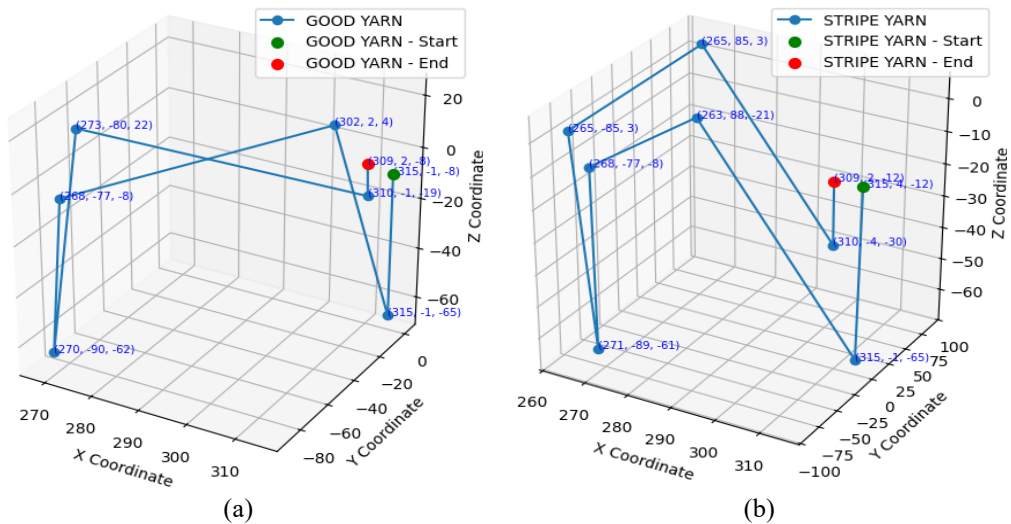 GOOD YARN
GOOD YARN - Start
GOOD YARN - End
20
0
−20
−40
−60
Z Coordinate
(273, -80, 22)
(302, 2, 4)
(309, 2, -8)
(315, -1, -8)
(268, -77, -8)
(310, -1, -19)
(315, -1, -65)
(270, -90, -62)
0
−20
−40
−60
−80
Y Coordinate
270
280
290
300
310
X Coordinate
(a)
STRIPE YARN
STRIPE YARN - Start
STRIPE YARN - End
0
−10
−20
−30
−40
−50
−60
Z Coordinate
(265, 85, 3)
(265, -85, 3)
(263, 88, -21)
(268, -77, -8)
(309, 2, -12)
(315, 4, -12)
(310, -4, -30)
(271, -89, -61)
(315, -1, -65)
100
75
50
25
0
−25
−50
−75
−100
Y Coordinate
260
270
280
290
300
310
X Coordinate
(b)